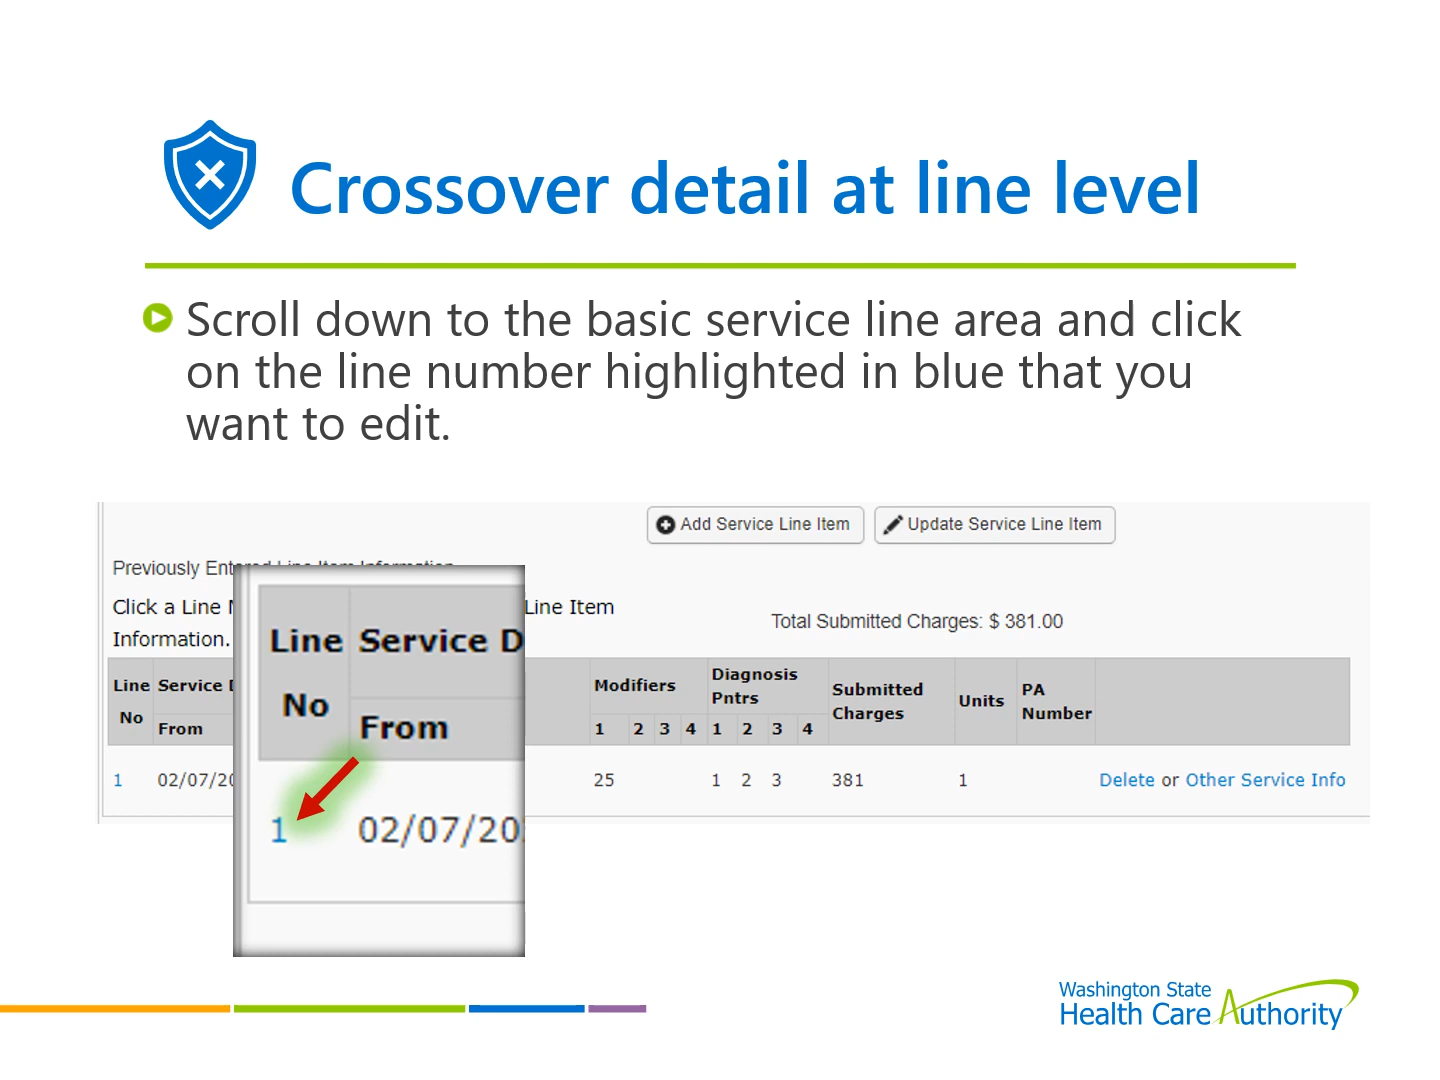 Crossover detail at line level
Scroll down to the basic service line area and click
on the line number highlighted in blue that you
want to edit.
Add Service Line Item Update Service Line Item
Previously
Click a Line Line Item
Information.
Total Submitted Charges: $ 381.00
Line No Service From Modifiers 1 2 3 4 Diagnosis Pntrs 1 2 3 4 Submitted Charges Units PA Number
1 02/07/20 25 1 2 3 381 1 Delete or Other Service Info
Line No Service D
From
1 02/07/20
Washington State
Health Care Authority